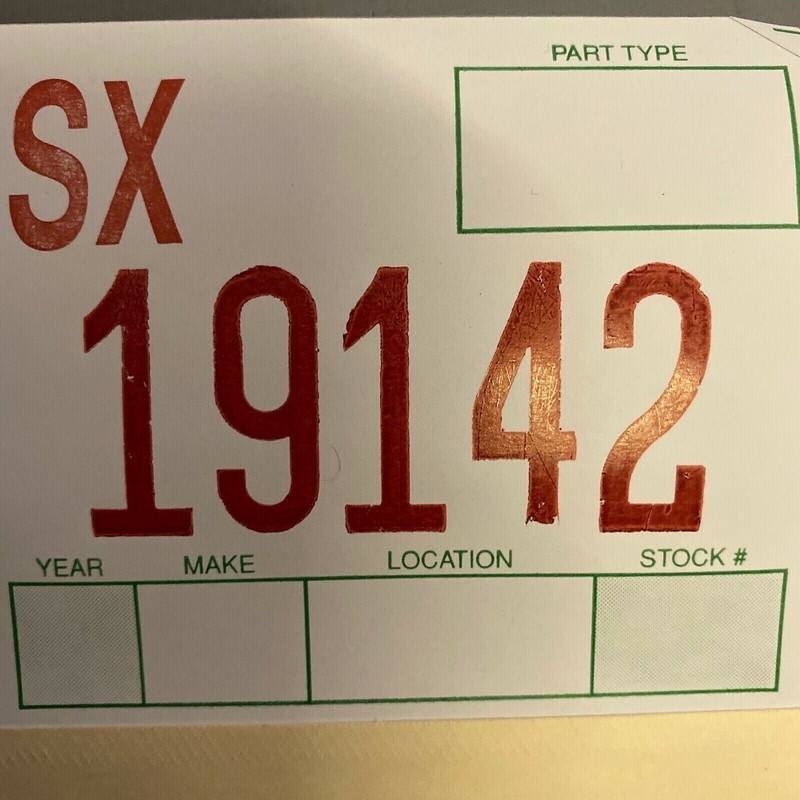 PART TYPE
SX
19142
YEAR MAKE LOCATION STOCK #